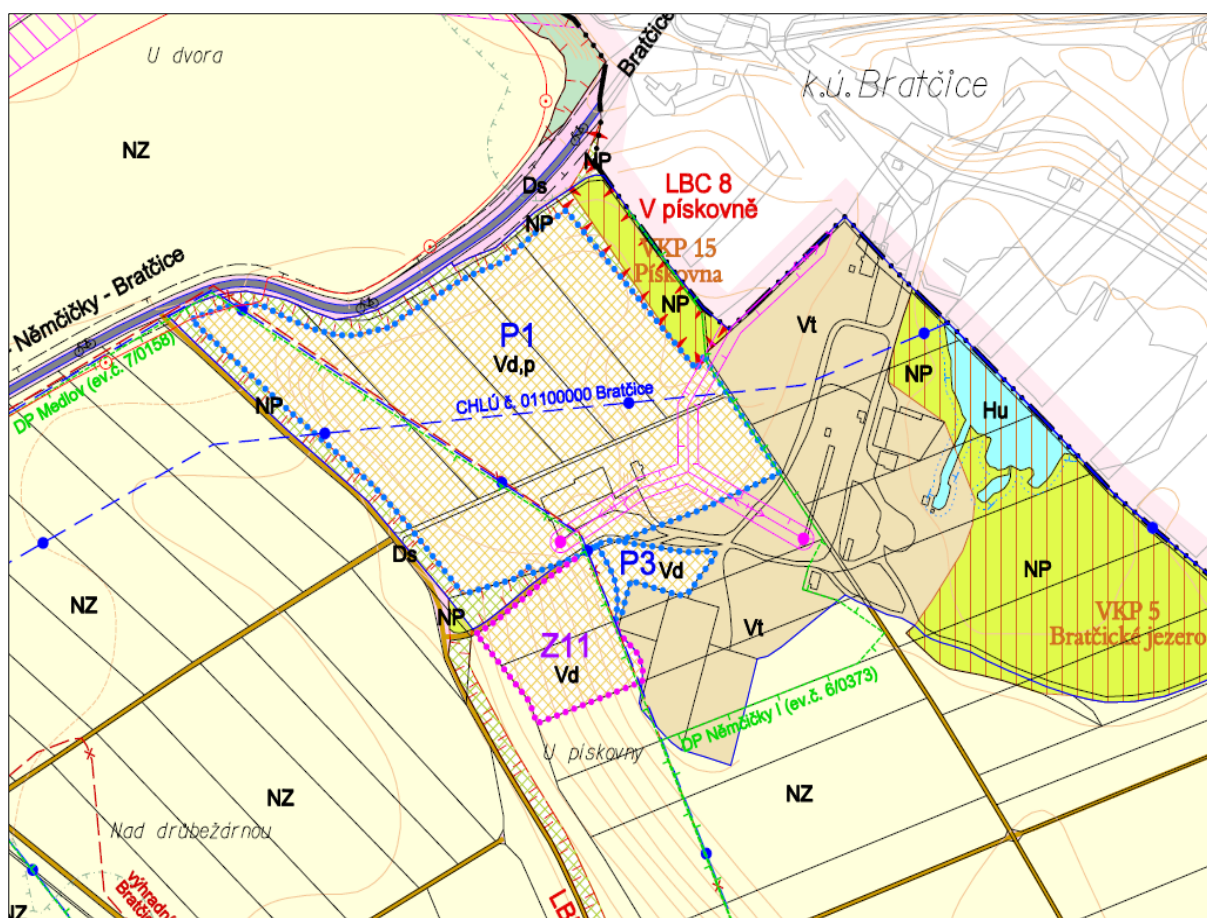 U dvora
Bratčice
k.ú.Bratčice
NZ
NP
Ds
LBC 8
V pískovně
NP
VKP 15
Pískovna
- Němčičky - Bratčice
NP
P1
Vt
Vd,p
DP Medlov (ev.č. 7/0158)
NP
NP
CHLÚ č. 01100000 Bratčice
Hu
Ds
P3
Vd
NP
NZ
NP
VKP 5
Vt
Bratčické jezero
Z11
Vd
DP Němčičky I (ev.č. 6/0373)
U pískovny
NZ
NZ
Nad drůbežárnou
výhradní
NZ